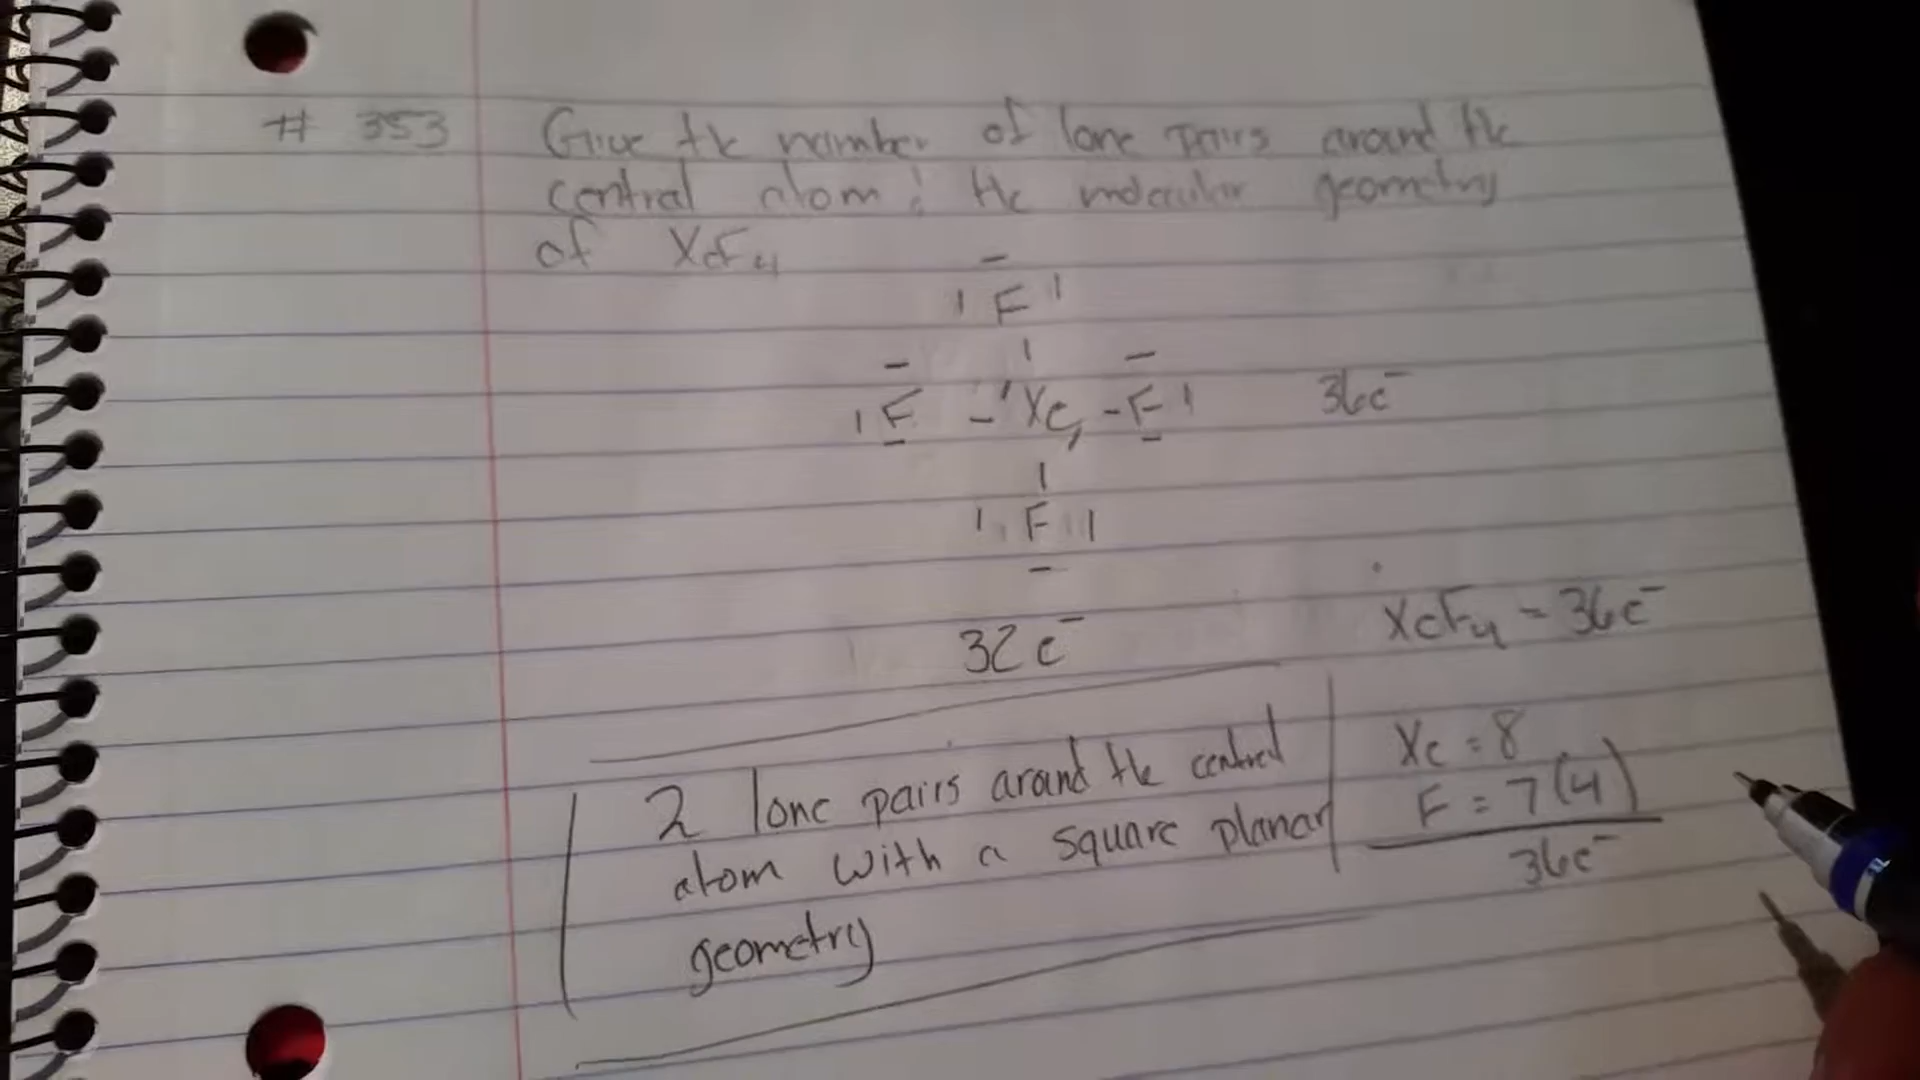 # 353 Give the number of lone pairs around the
central atom & the molecular geometry
of XeF4
F
F - Xe - F 36e-
F
32e-
XeF4 = 36e-
2 lone pairs around the central
atom with a square planar
geometry
Xe = 8
F = 7(4)
36e-